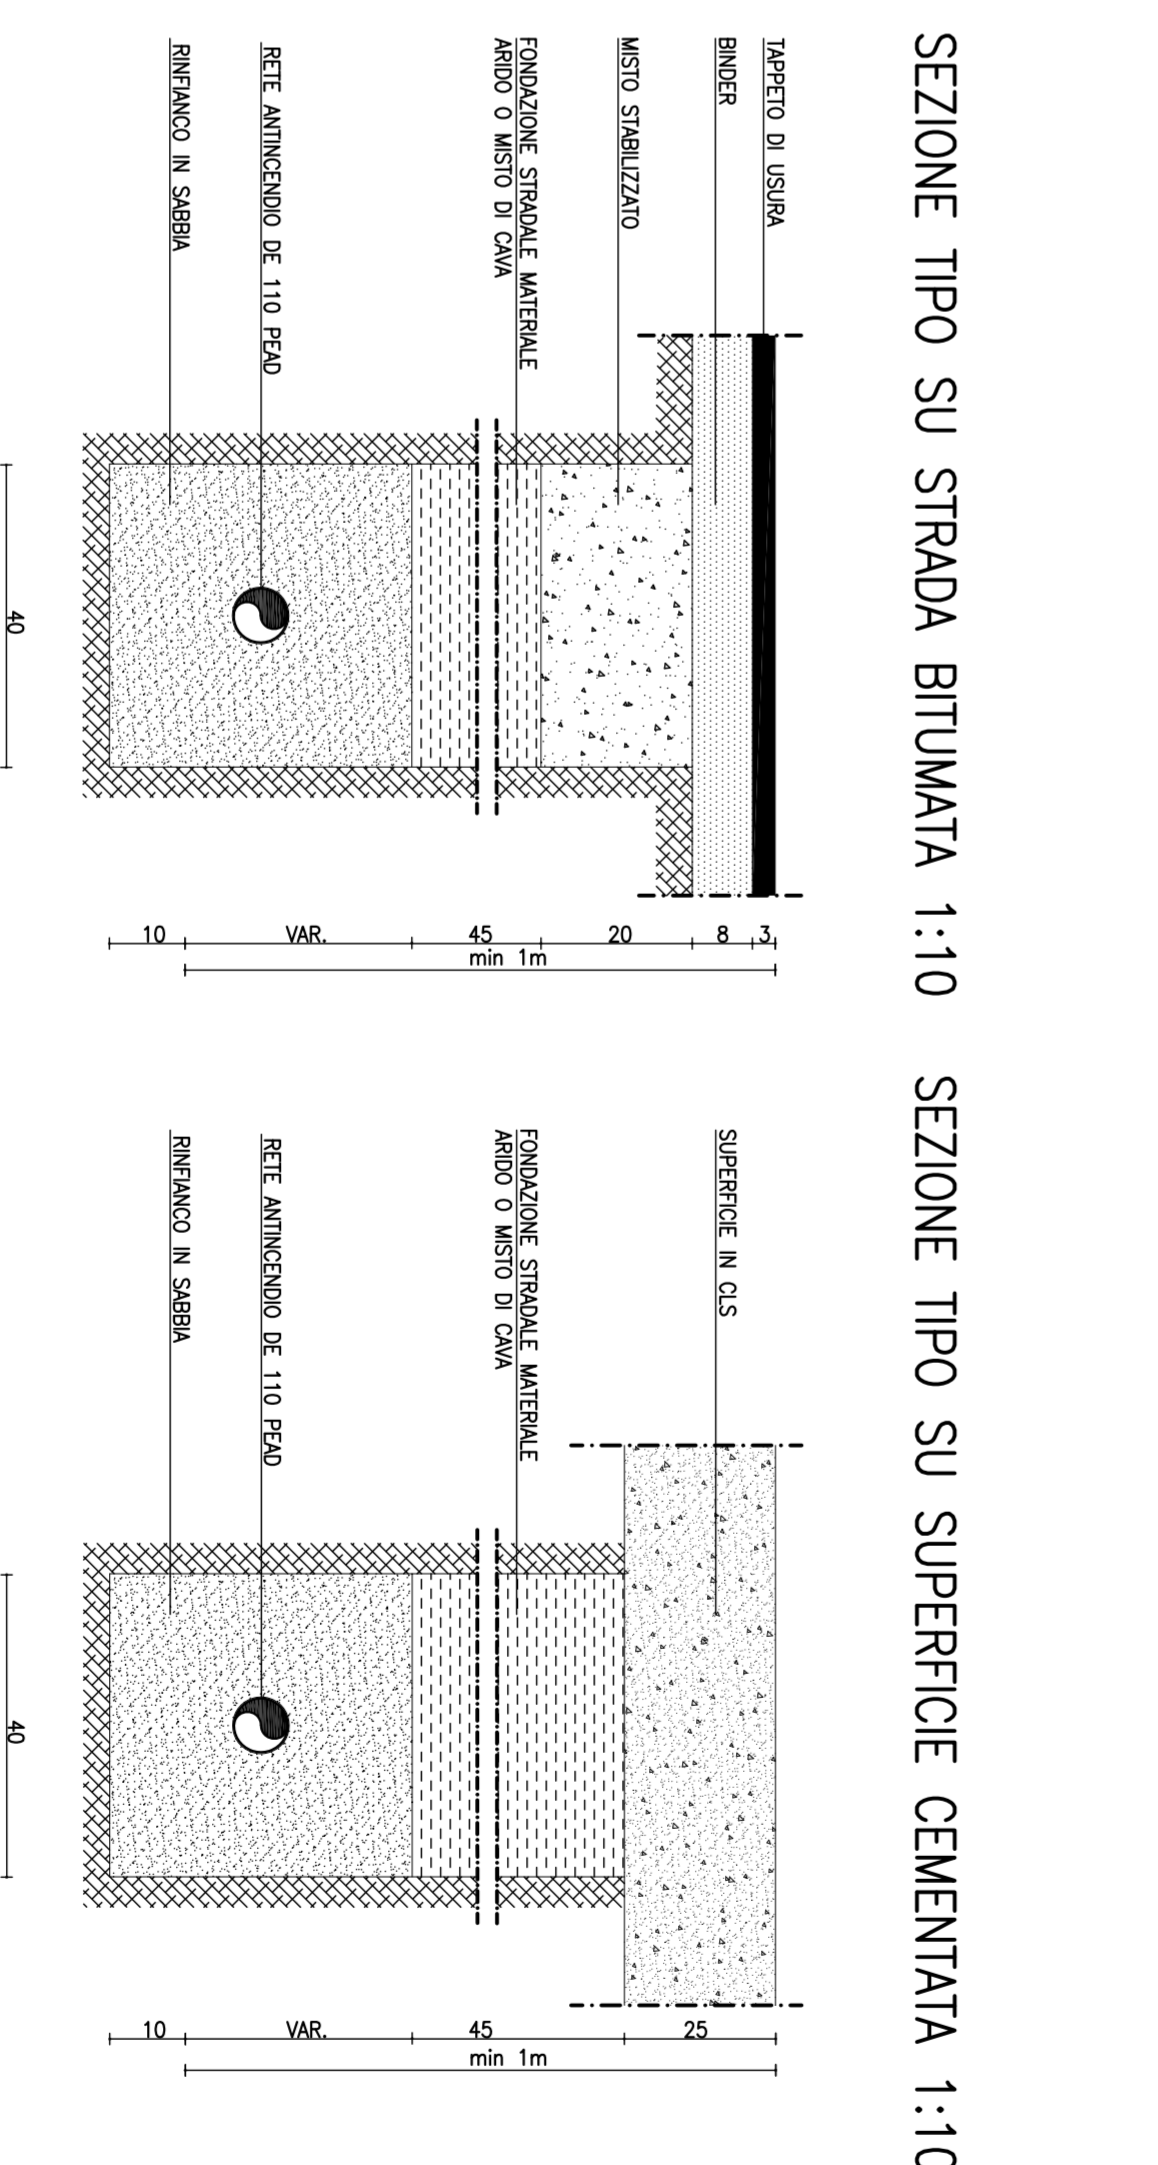 SEZIONE TIPO SU STRADA BITUMATA 1:10
TAPPETO DI USURA
BINDER
MISTO STABILIZZATO
FONDAZIONE STRADALE MATERIALE
ARIDO O MISTO DI CAVA
RETE ANTINCENDIO DE 110 PEAD
RINFIANCO IN SABBIA
3
8
20
45
VAR.
10
min 1m
40
SEZIONE TIPO SU SUPERFICIE CEMENTATA 1:10
SUPERFICIE IN CLS
FONDAZIONE STRADALE MATERIALE
ARIDO O MISTO DI CAVA
RETE ANTINCENDIO DE 110 PEAD
RINFIANCO IN SABBIA
25
45
VAR.
10
min 1m
40